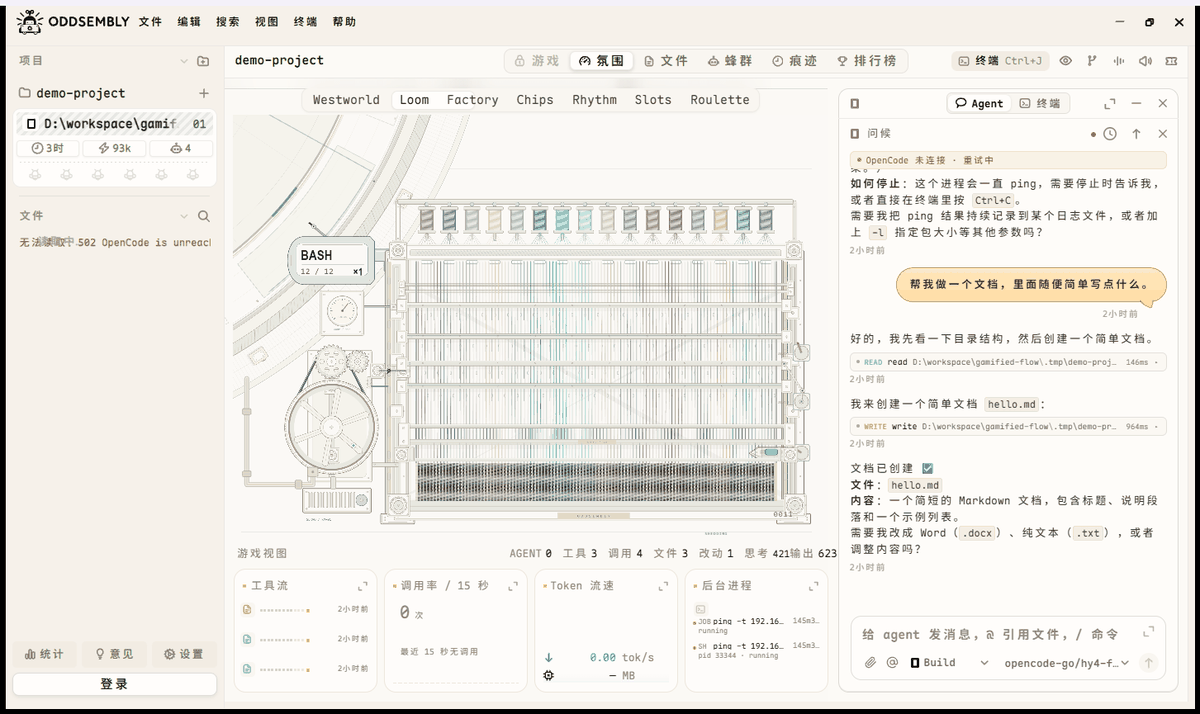 ODDSEMBLY 文件 编辑 搜索 视图 终端 帮助
项目
demo-project
D:\workspace\gamif 01
3时 93k 4
文件
502 OpenCode is unreacl
统计 意见 设置
登录
demo-project
游戏 氛围 文件 蜂群 痕迹 排行榜
终端 Ctrl+J
Westworld Loom Factory Chips Rhythm Slots Roulette
BASH
12 / 12 ×1
0011
游戏视图 AGENT 0 工具 3 调用 4 文件 3 改动 1 思考 421 输出 623
工具流
2小时前
2小时前
2小时前
调用率 / 15 秒
0 次
最近 15 秒无调用
Token 流速
↓ 0.00 tok/s
— MB
后台进程
JOB ping -t 192.16… 145m3…
running
SH ping -t 192.16… 145m3…
pid 33344 · running
Agent 终端
问候
OpenCode 未连接 · 重试中
如何停止: 这个进程会一直 ping, 需要停止时告诉我,
或者直接在终端里按 Ctrl+C。
需要我把 ping 结果持续记录到某个日志文件, 或者加
上 -l 指定包大小等其他参数吗?
2小时前
帮我做一个文档, 里面随便简单写点什么。
2小时前
好的, 我先看一下目录结构, 然后创建一个简单文档。
READ read D:\workspace\gamified-flow\.tmp\demo-proj… 146ms
2小时前
我来创建一个简单文档 hello.md:
WRITE write D:\workspace\gamified-flow\.tmp\demo-pr… 964ms
2小时前
文档已创建 ☑
文件: hello.md
内容: 一个简短的 Markdown 文档, 包含标题、说明段
落和一个示例列表。
需要我改成 Word (.docx) 、纯文本 (.txt) , 或者
调整内容吗?
2小时前
给 agent 发消息, @ 引用文件, / 命令
Build opencode-go/hy4-f…